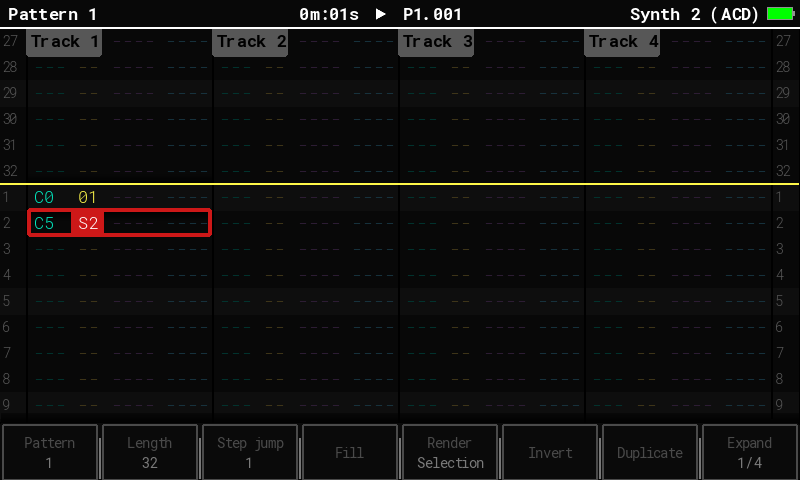 Pattern 1 0m:01s ▶ P1.001 Synth 2 (ACD)
27 Track 1 Track 2 Track 3 Track 4 27
28 28
29 29
30 30
31 31
32 32
1 C0 01 1
2 C5 S2 2
3 3
4 4
5 5
6 6
7 7
8 8
9 9
Pattern Length Step jump Fill Render Invert Duplicate Expand
1 32 1 Selection 1/4